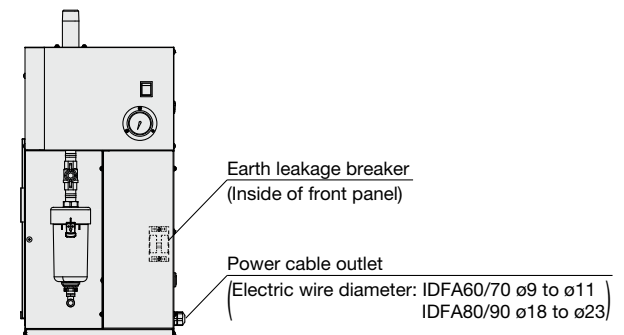 Earth leakage breaker
(Inside of front panel)
Power cable outlet
(Electric wire diameter: IDFA60/70 ø9 to ø11
IDFA80/90 ø18 to ø23)